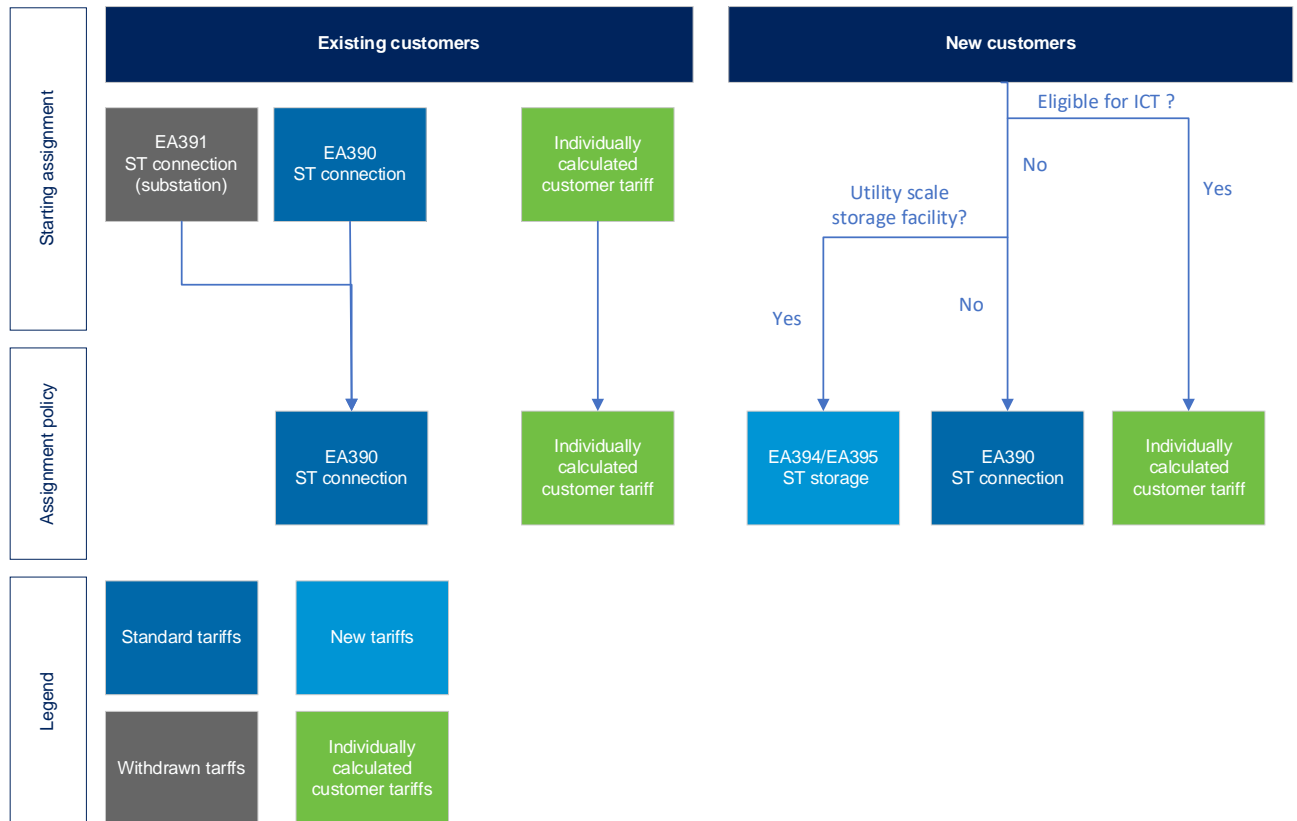 Starting assignment
Existing customers
New customers
EA391
ST connection
(substation)
EA390
ST connection
Individually
calculated
customer tariff
Eligible for ICT ?
No
Yes
Utility scale
storage facility?
Yes
No
Assignment policy
EA390
ST connection
Individually
calculated
customer tariff
EA394/EA395
ST storage
EA390
ST connection
Individually
calculated
customer tariff
Legend
Standard tariffs
New tariffs
Withdrawn tarffs
Individually
calculated
customer tariffs